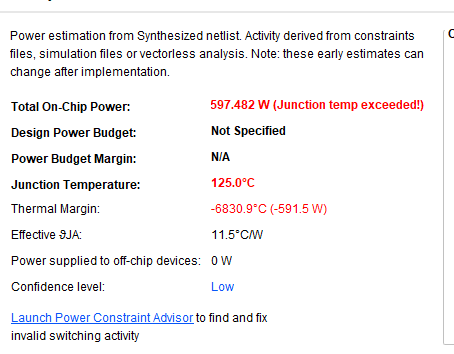 Power estimation from Synthesized netlist. Activity derived from constraints
files, simulation files or vectorless analysis. Note: these early estimates can
change after implementation.
Total On-Chip Power: 597.482 W (Junction temp exceeded!)
Design Power Budget: Not Specified
Power Budget Margin: N/A
Junction Temperature: 125.0°C
Thermal Margin: -6830.9°C (-591.5 W)
Effective ϑJA: 11.5°C/W
Power supplied to off-chip devices: 0 W
Confidence level: Low
Launch Power Constraint Advisor to find and fix
invalid switching activity